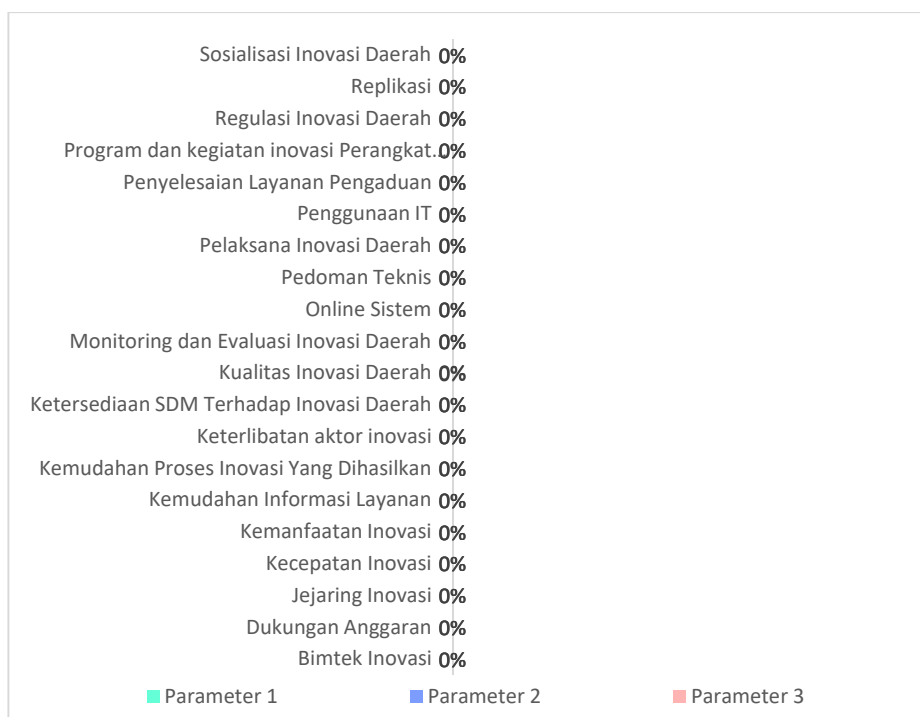 Sosialisasi Inovasi Daerah 0%
Replikasi 0%
Regulasi Inovasi Daerah 0%
Program dan kegiatan inovasi Perangkat... 0%
Penyelesaian Layanan Pengaduan 0%
Penggunaan IT 0%
Pelaksana Inovasi Daerah 0%
Pedoman Teknis 0%
Online Sistem 0%
Monitoring dan Evaluasi Inovasi Daerah 0%
Kualitas Inovasi Daerah 0%
Ketersediaan SDM Terhadap Inovasi Daerah 0%
Keterlibatan aktor inovasi 0%
Kemudahan Proses Inovasi Yang Dihasilkan 0%
Kemudahan Informasi Layanan 0%
Kemanfaatan Inovasi 0%
Kecepatan Inovasi 0%
Jejaring Inovasi 0%
Dukungan Anggaran 0%
Bimtek Inovasi 0%
Parameter 1 Parameter 2 Parameter 3